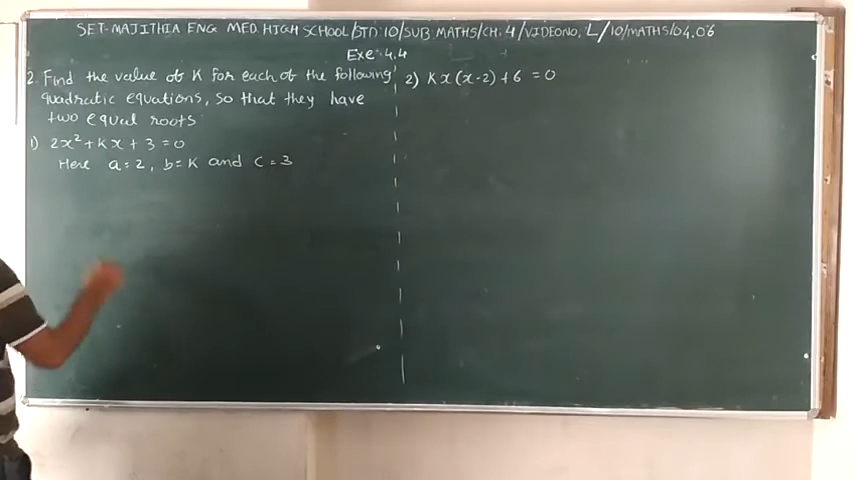 SET-MAJITHIA ENG MED. HIGH SCHOOL/STD:10/SUB MATHS/CH:4/VIDEO NO. L/10/MATHS/04.06
Exe:4.4
2. Find the value of K for each of the following
quadratic equations, so that they have
two equal roots
1) 2x²+kx+3=0
Here a=2, b=K and c=3
2) Kx(x-2)+6=0